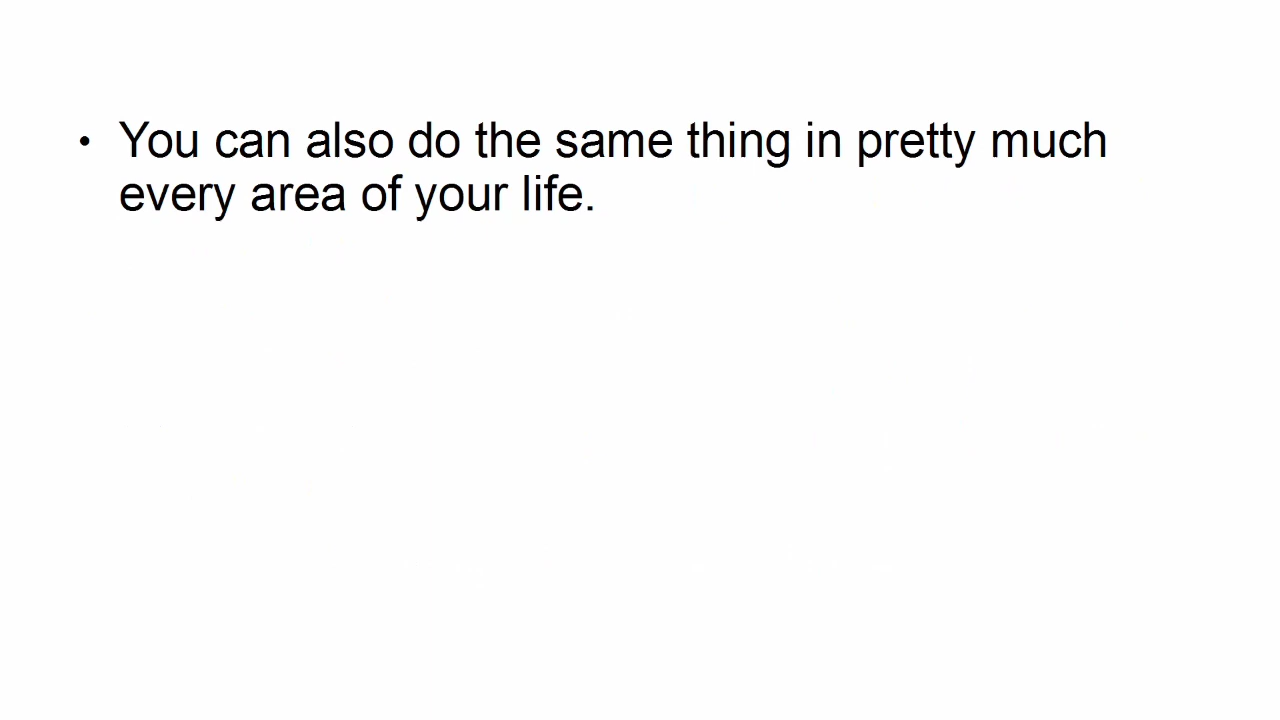 • You can also do the same thing in pretty much
every area of your life.